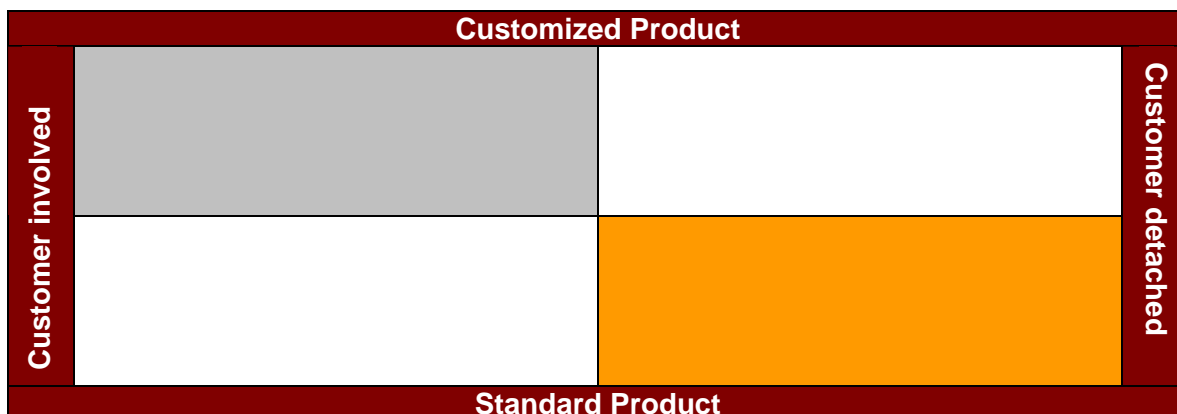 Customized Product
Customer involved
Customer detached
Standard Product